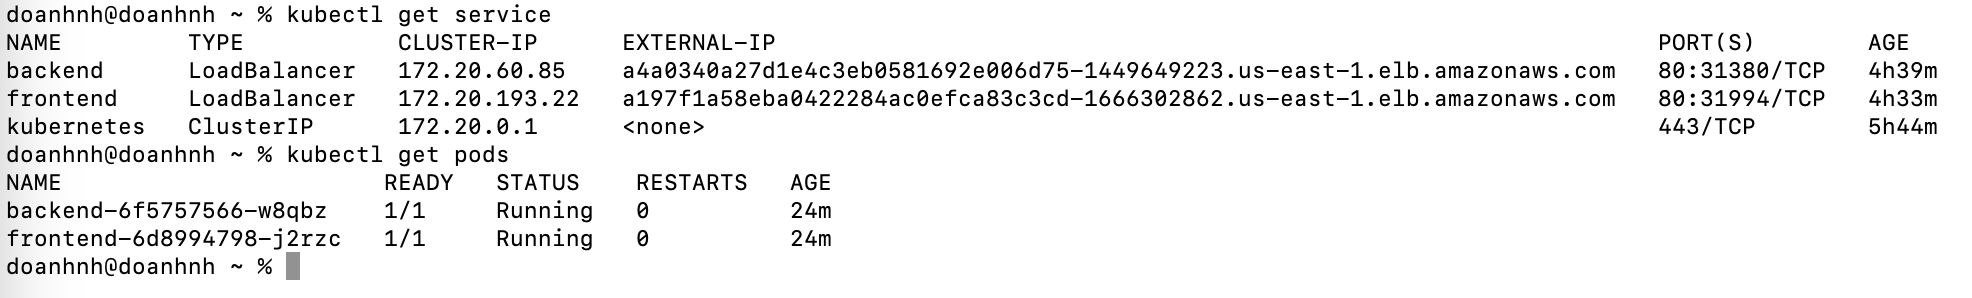 doanhnh@doanhnh ~ % kubectl get service
NAME         TYPE           CLUSTER-IP      EXTERNAL-IP                                                               PORT(S)        AGE
backend      LoadBalancer   172.20.60.85    a4a0340a27d1e4c3eb0581692e006d75-1449649223.us-east-1.elb.amazonaws.com   80:31380/TCP   4h39m
frontend     LoadBalancer   172.20.193.22   a197f1a58eba0422284ac0efca83c3cd-1666302862.us-east-1.elb.amazonaws.com   80:31994/TCP   4h33m
kubernetes   ClusterIP      172.20.0.1      <none>                                                                    443/TCP        5h44m
doanhnh@doanhnh ~ % kubectl get pods
NAME                       READY   STATUS    RESTARTS   AGE
backend-6f5757566-w8qbz    1/1     Running   0          24m
frontend-6d8994798-j2rzc   1/1     Running   0          24m
doanhnh@doanhnh ~ %